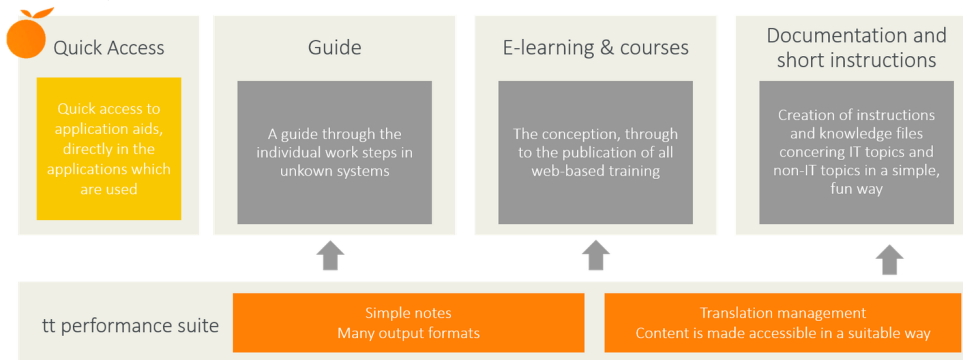 Quick Access
Quick access to
application aids,
directly in the
applications which
are used
Guide
A guide through the
individual work steps in
unkown systems
E-learning & courses
The conception, through
to the publication of all
web-based training
Documentation and
short instructions
Creation of instructions
and knowledge files
concering IT topics and
non-IT topics in a simple,
fun way
tt performance suite
Simple notes
Many output formats
Translation management
Content is made accessible in a suitable way